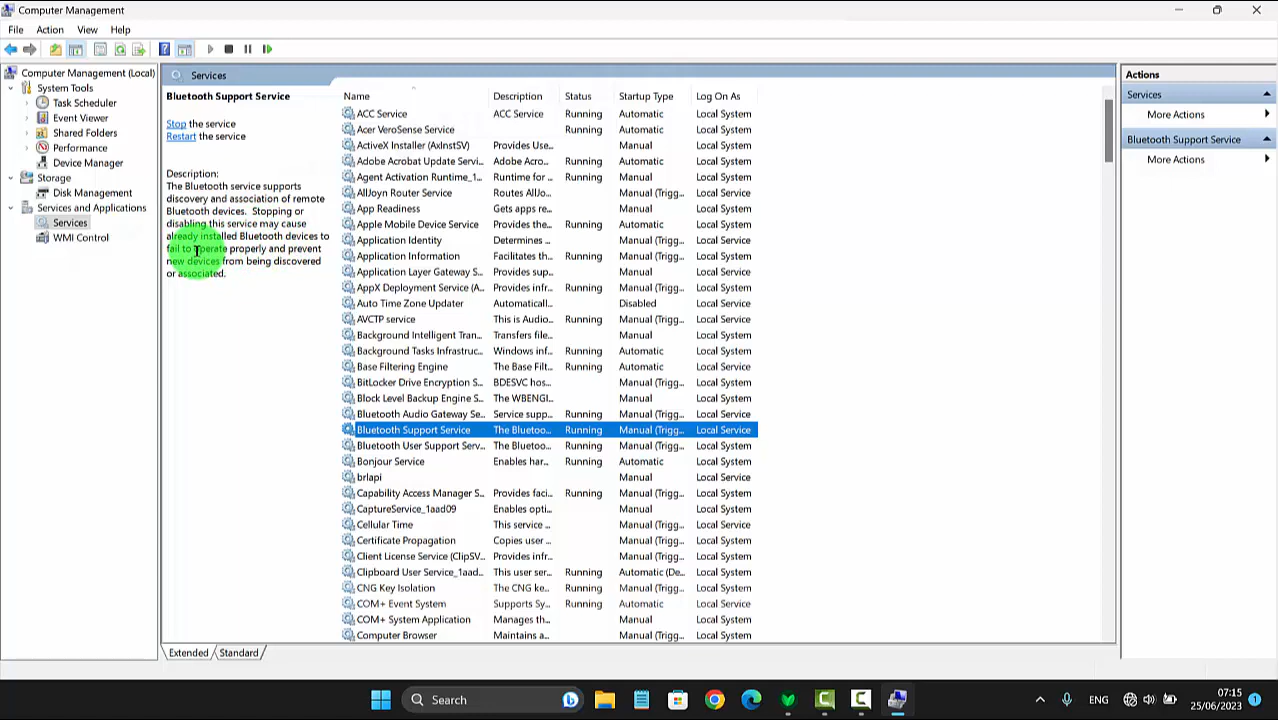 Computer Management
File Action View Help
Computer Management (Local)
System Tools
Task Scheduler
Event Viewer
Shared Folders
Performance
Device Manager
Storage
Disk Management
Services and Applications
Services
WMI Control
Services
Bluetooth Support Service
Stop the service
Restart the service
Description:
The Bluetooth service supports
discovery and association of remote
Bluetooth devices. Stopping or
disabling this service may cause
already installed Bluetooth devices to
fail to operate properly and prevent
new devices from being discovered
or associated.
Name Description Status Startup Type Log On As
ACC Service ACC Service Running Automatic Local System
Acer VeroSense Service Running Automatic Local System
ActiveX Installer (AxInstSV) Provides Use... Manual Local System
Adobe Acrobat Update Servi... Adobe Acro... Running Automatic Local System
Agent Activation Runtime_1... Runtime for ... Running Manual Local System
AllJoyn Router Service Routes AllJo... Manual (Trigg... Local Service
App Readiness Gets apps re... Manual Local System
Apple Mobile Device Service Provides the... Running Automatic Local System
Application Identity Determines ... Manual (Trigg... Local Service
Application Information Facilitates th... Running Manual (Trigg... Local System
Application Layer Gateway S... Provides sup... Manual Local Service
AppX Deployment Service (A... Provides infr... Running Manual (Trigg... Local System
Auto Time Zone Updater Automaticall... Disabled Local Service
AVCTP service This is Audio... Running Manual (Trigg... Local Service
Background Intelligent Tran... Transfers file... Manual Local System
Background Tasks Infrastruc... Windows inf... Running Automatic Local System
Base Filtering Engine The Base Filt... Running Automatic Local Service
BitLocker Drive Encryption S... BDESVC hos... Manual (Trigg... Local System
Block Level Backup Engine S... The WBENGI... Manual Local System
Bluetooth Audio Gateway Se... Service supp... Running Manual (Trigg... Local Service
Bluetooth Support Service The Bluetoo... Running Manual (Trigg... Local Service
Bluetooth User Support Serv... The Bluetoo... Running Manual (Trigg... Local System
Bonjour Service Enables har... Running Automatic Local System
brlapi Manual Local Service
Capability Access Manager S... Provides faci... Running Manual (Trigg... Local System
CaptureService_1aad09 Enables opti... Manual Local System
Cellular Time This service ... Manual (Trigg... Local Service
Certificate Propagation Copies user ... Manual (Trigg... Local System
Client License Service (ClipSV... Provides infr... Manual (Trigg... Local System
Clipboard User Service_1aad... This user ser... Running Automatic (De... Local System
CNG Key Isolation The CNG ke... Running Manual (Trigg... Local System
COM+ Event System Supports Sy... Running Automatic Local Service
COM+ System Application Manages th... Manual Local System
Computer Browser Maintains a... Manual (Trigg... Local System
Extended Standard
Actions
Services
More Actions
Bluetooth Support Service
More Actions
Search
ENG
07:15
25/06/2023
1